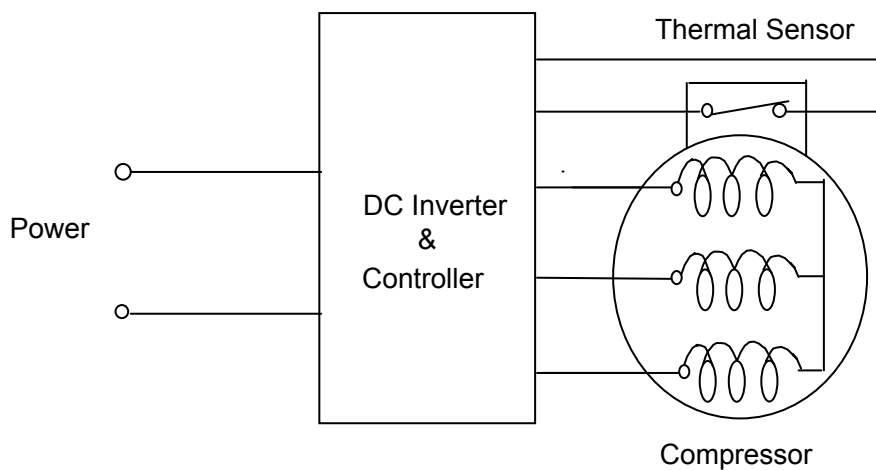 Thermal Sensor
Power
DC Inverter
&
Controller
Compressor